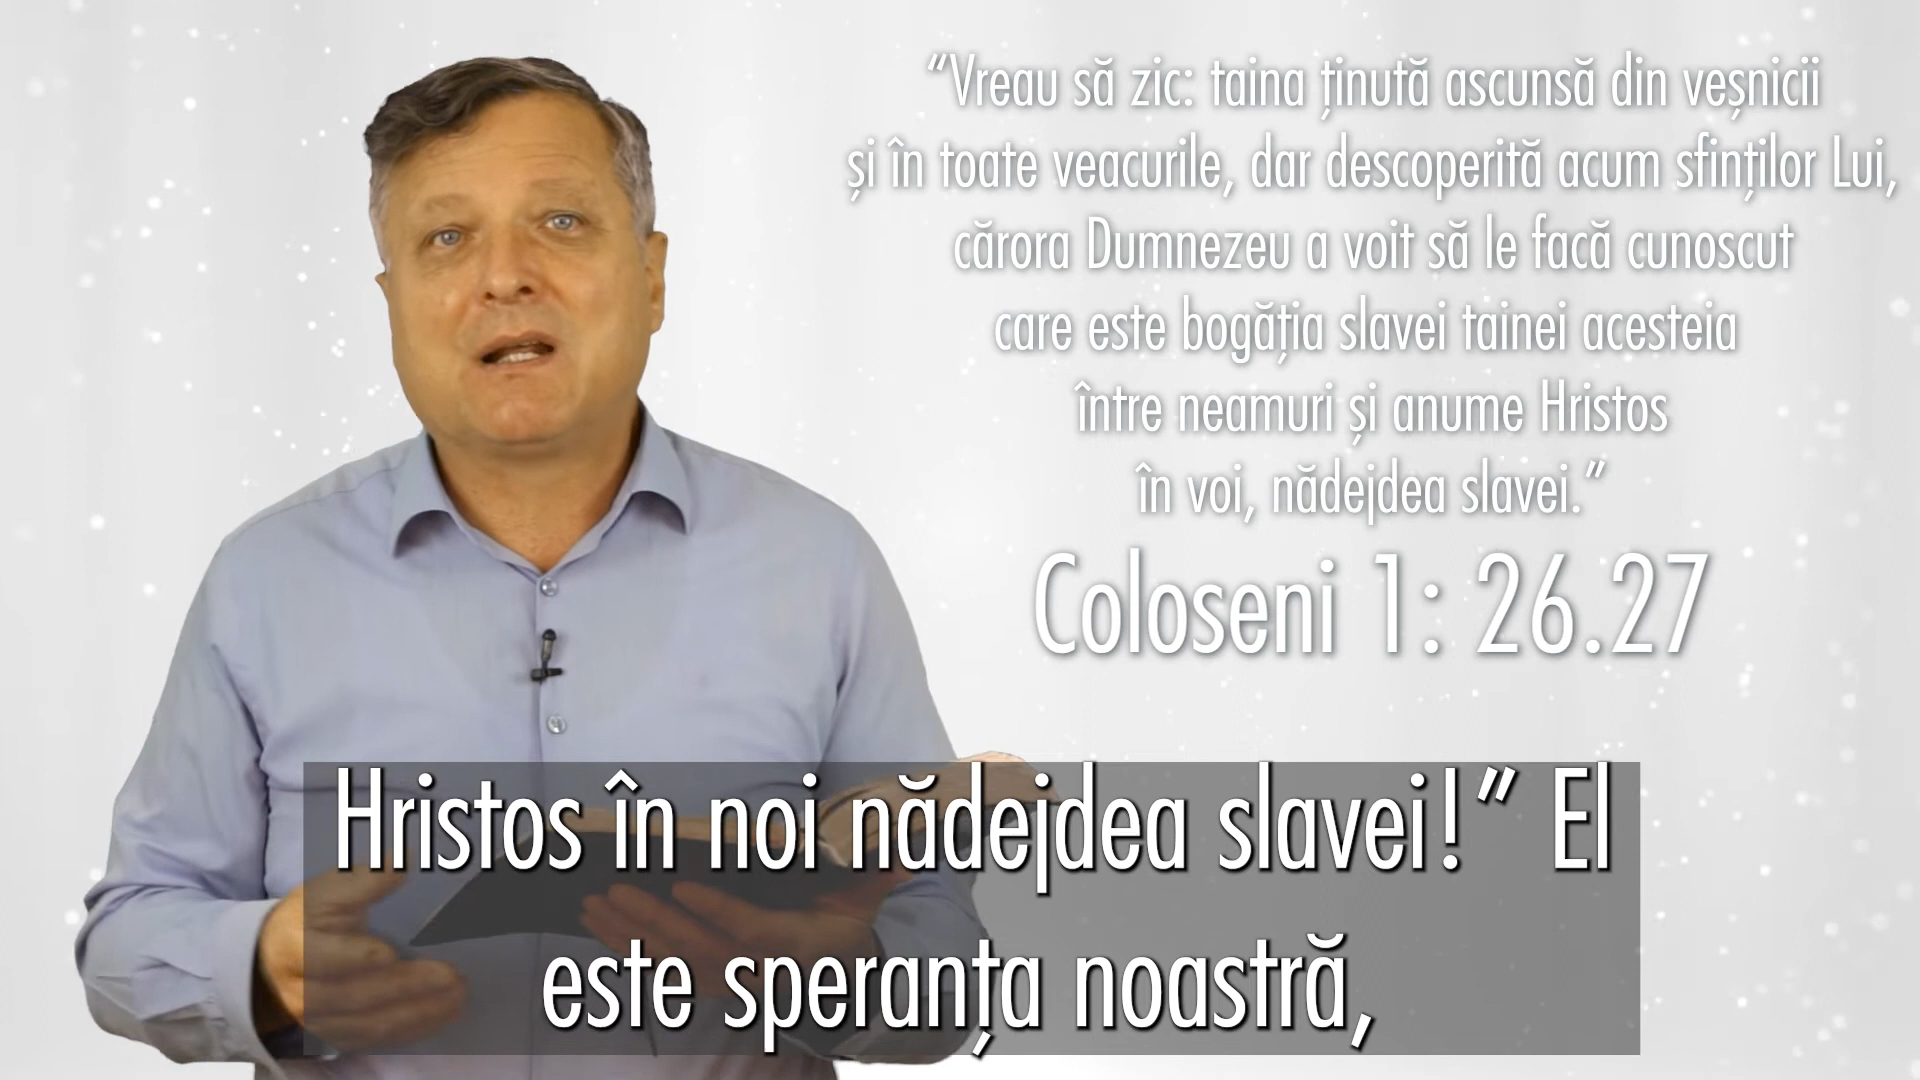 “Vreau să zic: taina ținută ascunsă din veșnicii
și în toate veacurile, dar descoperită acum sfinților Lui,
cărora Dumnezeu a voit să le facă cunoscut
care este bogăția slavei tainei acesteia
între neamuri și anume Hristos
în voi, nădejdea slavei.”
Coloseni 1: 26.27
Hristos în noi nădejdea slavei!” El
este speranța noastră,